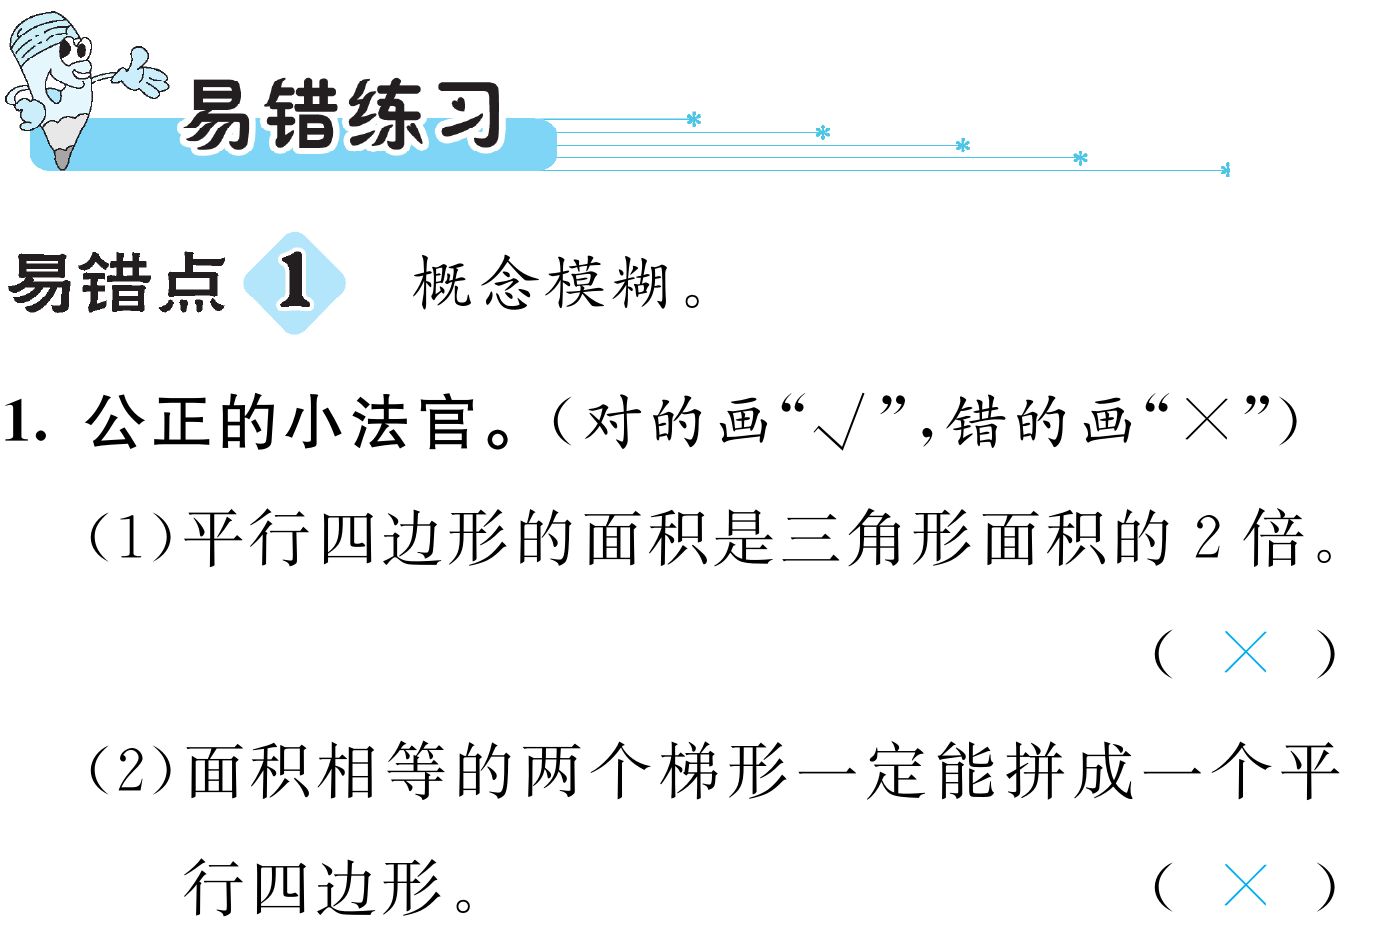 易错练习
易错点 1 概念模糊。
1. 公正的小法官。(对的画“√”,错的画“×”)
(1)平行四边形的面积是三角形面积的 2 倍。
( × )
(2)面积相等的两个梯形一定能拼成一个平
行四边形。 ( × )